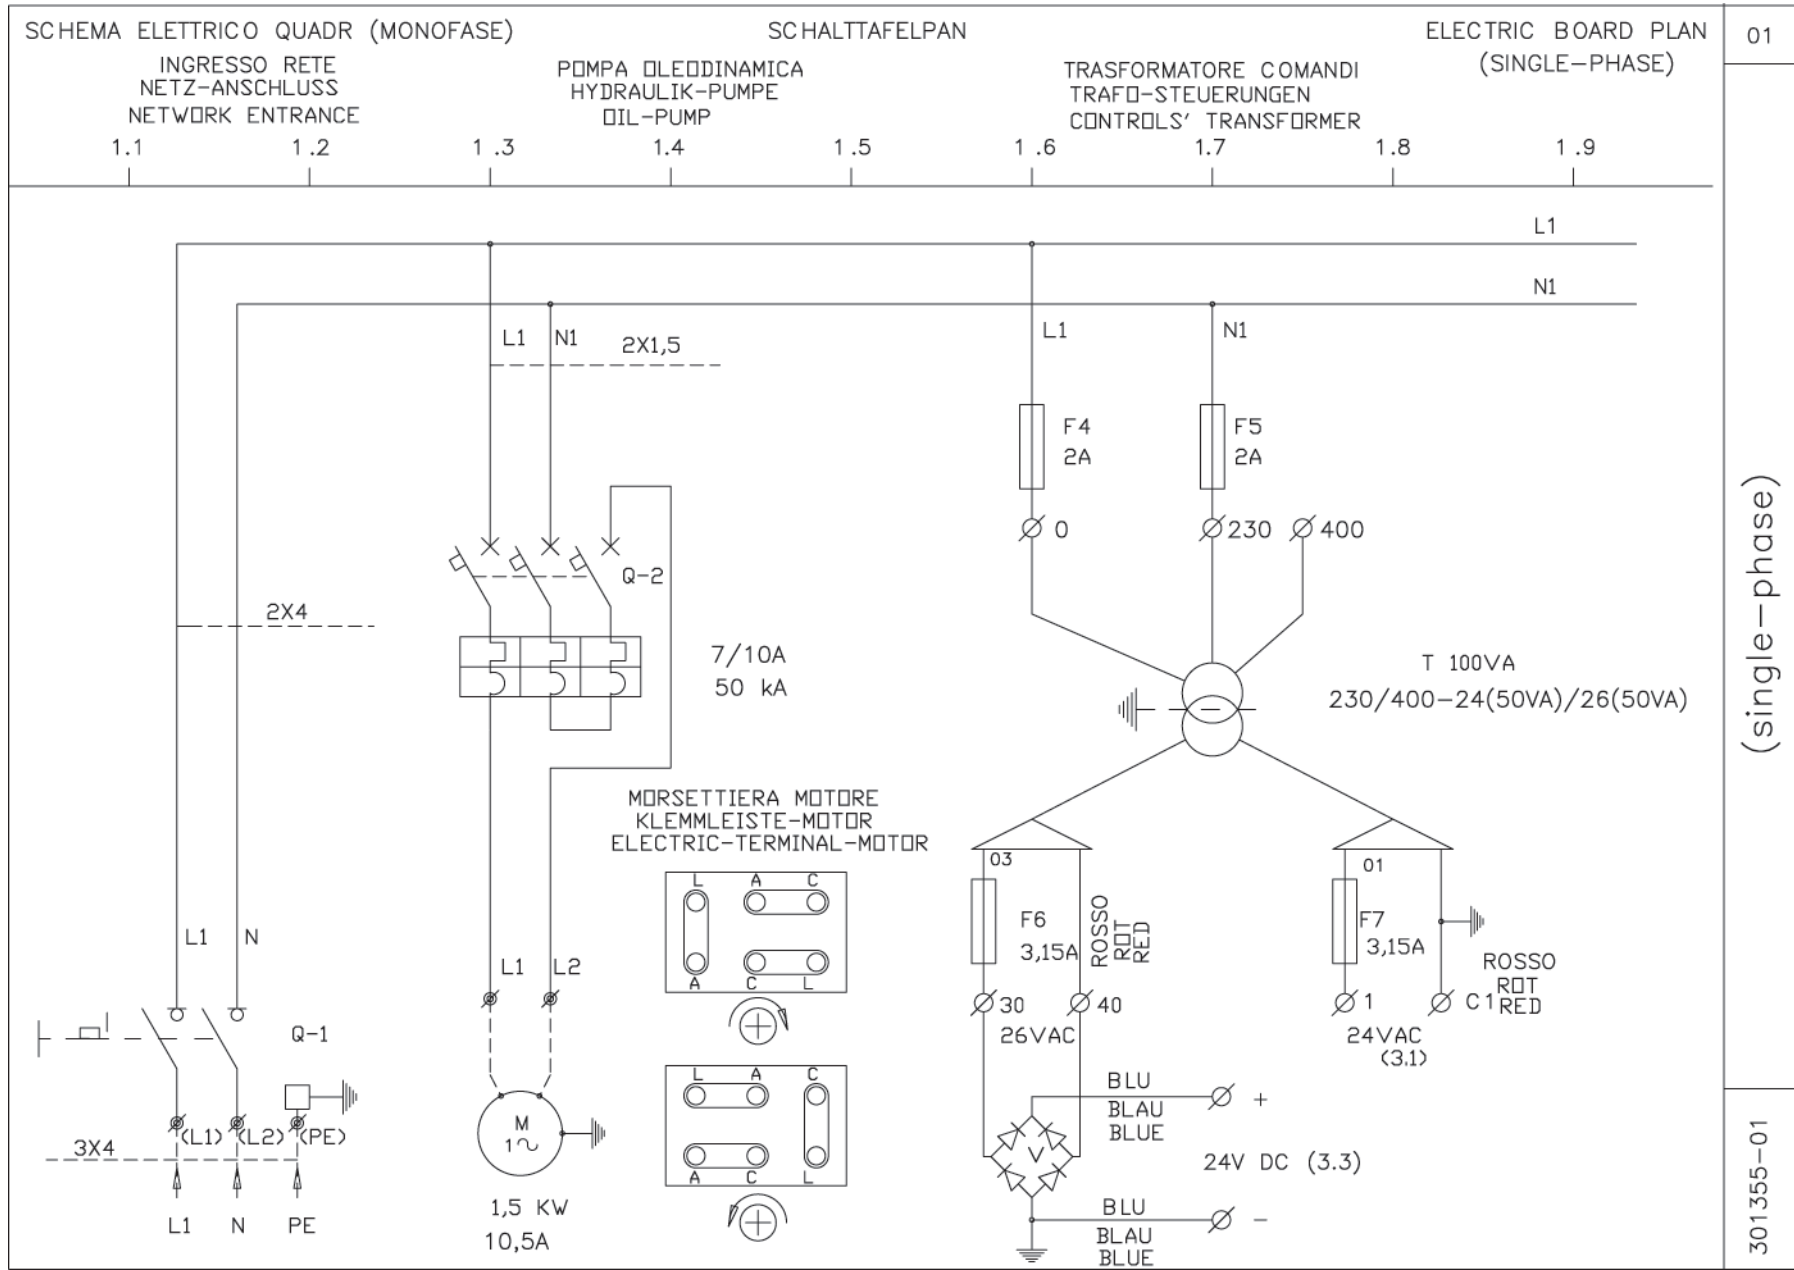 SCHEMA ELETTRICO QUADR (MONOFASE)
SCHALTTAFELPAN
ELECTRIC BOARD PLAN
(SINGLE-PHASE)
01
INGRESSO RETE
NETZ-ANSCHLUSS
NETWORK ENTRANCE
POMPA OLEODINAMICA
HYDRAULIK-PUMPE
OIL-PUMP
TRASFORMATORE COMANDI
TRAFO-STEUERUNGEN
CONTROLS' TRANSFORMER
1.1 1.2 1.3 1.4 1.5 1.6 1.7 1.8 1.9
L1
N1
L1 N1
2X1,5
L1
N1
F4
2A
F5
2A
0
230
400
Q-2
2X4
7/10A
50 kA
T 100VA
230/400-24(50VA)/26(50VA)
MORSETTIERA MOTORE
KLEMMLEISTE-MOTOR
ELECTRIC-TERMINAL-MOTOR
L A C
A C L
L A C
A C L
03
F6
3,15A
ROSSO
ROT
RED
30
40
26VAC
01
F7
3,15A
ROSSO
ROT
RED
1
C1
24VAC
(3.1)
L1 N
L1 L2
Q-1
(L1) (L2) (PE)
3X4
L1 N PE
M
1~
1,5 KW
10,5A
BLU
BLAU
BLUE
+
V
24V DC (3.3)
BLU
BLAU
BLUE
-
(single-phase)
301355-01